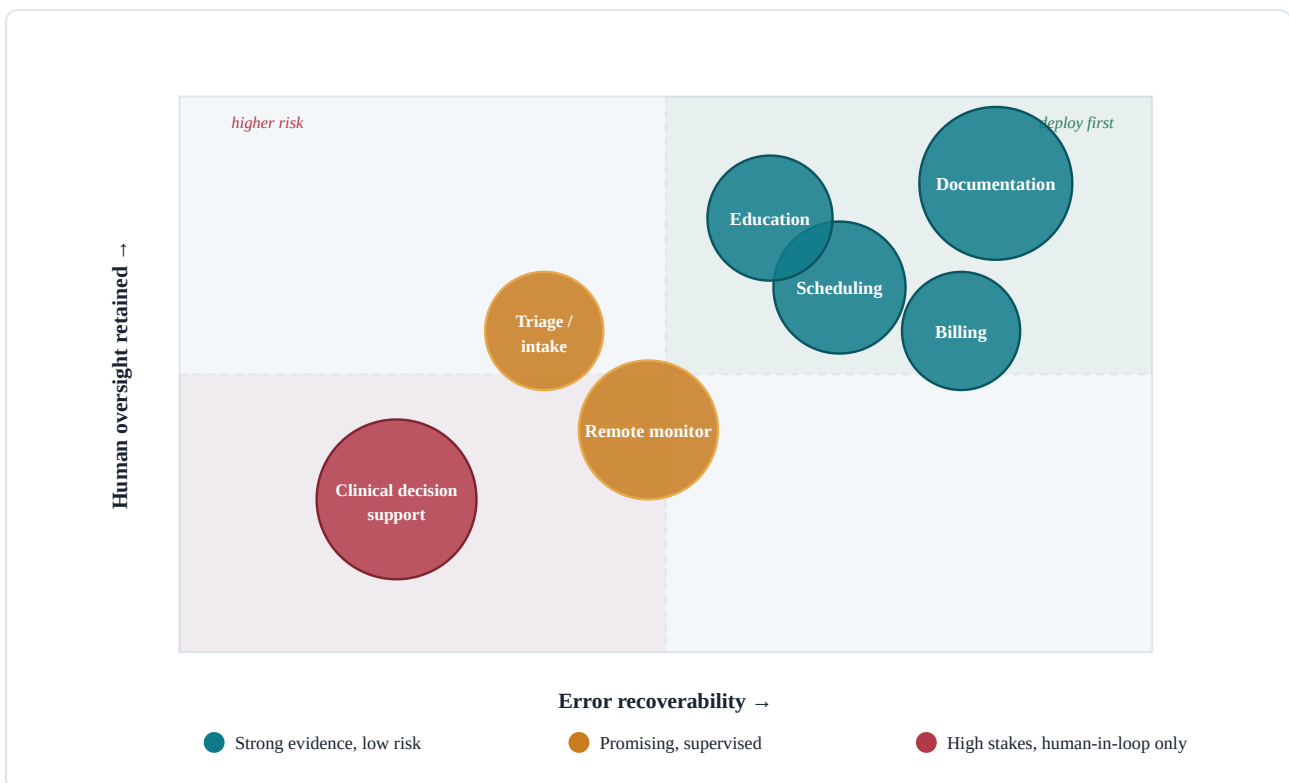 higher risk
deploy first
Documentation
Education
Scheduling
Billing
Triage /
intake
Remote monitor
Clinical decision
support
Human oversight retained →
Error recoverability →
Strong evidence, low risk
Promising, supervised
High stakes, human-in-loop only